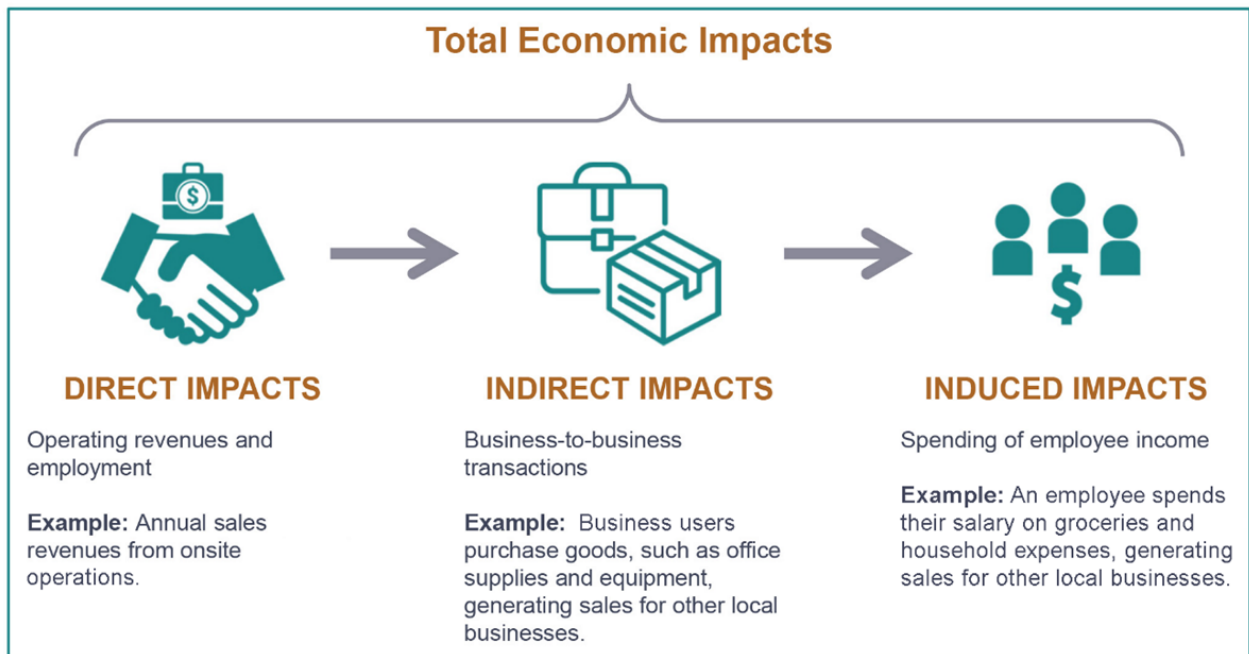 Total Economic Impacts
$
$
DIRECT IMPACTS
Operating revenues and
employment
Example: Annual sales
revenues from onsite
operations.
INDIRECT IMPACTS
Business-to-business
transactions
Example: Business users
purchase goods, such as office
supplies and equipment,
generating sales for other local
businesses.
INDUCED IMPACTS
Spending of employee income
Example: An employee spends
their salary on groceries and
household expenses, generating
sales for other local businesses.